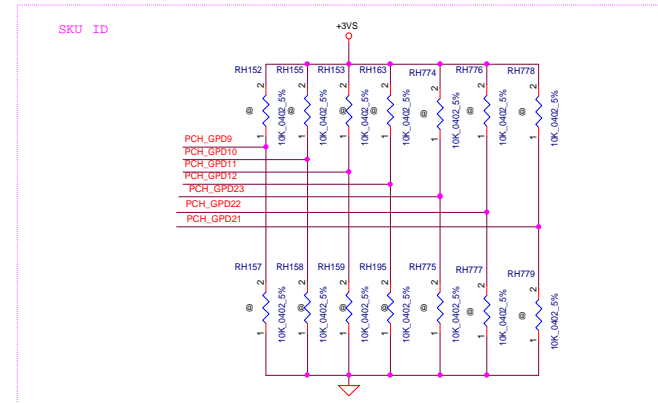 SKU ID
+3VS
RH152 RH155 RH153 RH163 RH774 RH776 RH778
2 2 2 2 2 2 2
@ @ @ @ @ @ @
10K_0402_5% 10K_0402_5% 10K_0402_5% 10K_0402_5% 10K_0402_5% 10K_0402_5% 10K_0402_5%
1 1 1 1 1 1 1
PCH_GPD9
PCH_GPD10
PCH_GPD11
PCH_GPD12
PCH_GPD23
PCH_GPD22
PCH_GPD21
RH157 RH158 RH159 RH195 RH775 RH777 RH779
2 2 2 2 2 2 2
@ @ @ @ @ @ @
10K_0402_5% 10K_0402_5% 10K_0402_5% 10K_0402_5% 10K_0402_5% 10K_0402_5% 10K_0402_5%
1 1 1 1 1 1 1